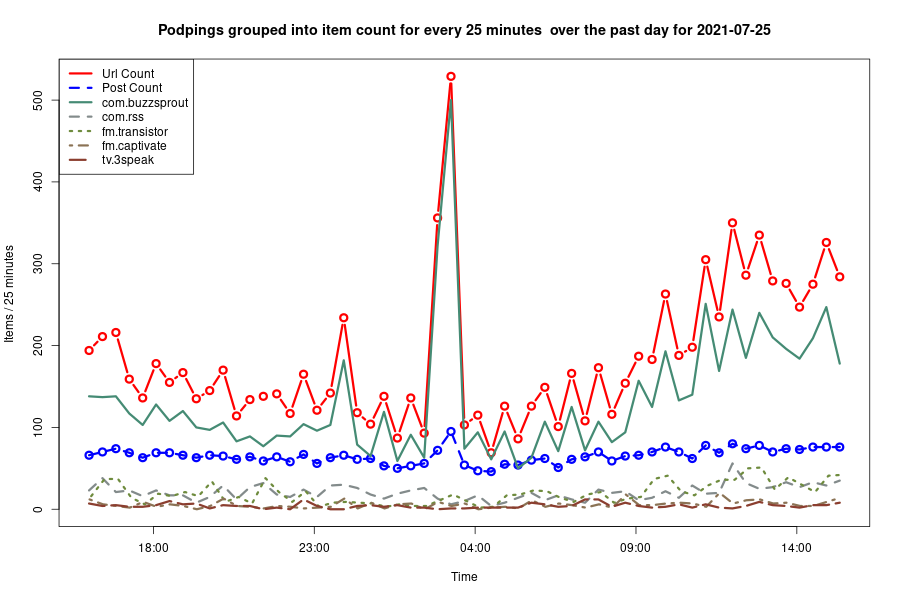 Podpings grouped into item count for every 25 minutes  over the past day for 2021-07-25
Url Count
Post Count
com.buzzsprout
com.rss
fm.transistor
fm.captivate
tv.3speak
Items / 25 minutes
500
400
300
200
100
0
18:00
23:00
04:00
09:00
14:00
Time